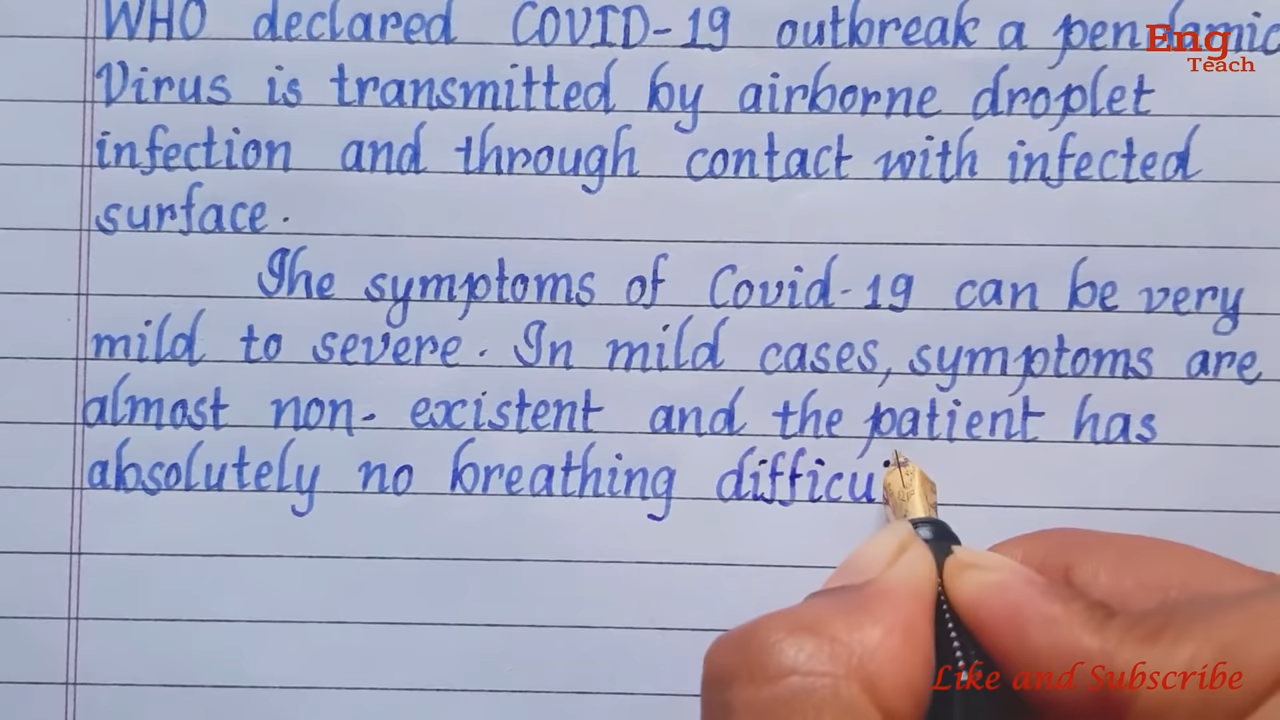 WHO declared COVID-19 outbreak a pendamic
Eng
Teach
Virus is transmitted by airborne droplet
infection and through contact with infected
surface.
The symptoms of Covid-19 can be very
mild to severe. In mild cases, symptoms are
almost non-existent and the patient has
absolutely no breathing difficu
Like and Subscribe